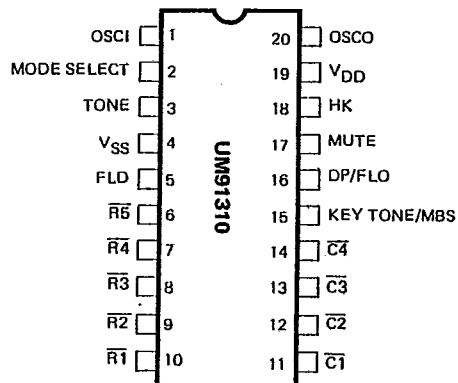 OSCI 1 20 OSCO
MODE SELECT 2 19 VDD
TONE 3 18 HK
VSS 4 17 MUTE
FLD 5 16 DP/FLO
R5 6 15 KEY TONE/MBS
R4 7 14 C4
R3 8 13 C3
R2 9 12 C2
R1 10 11 C1
UM91310